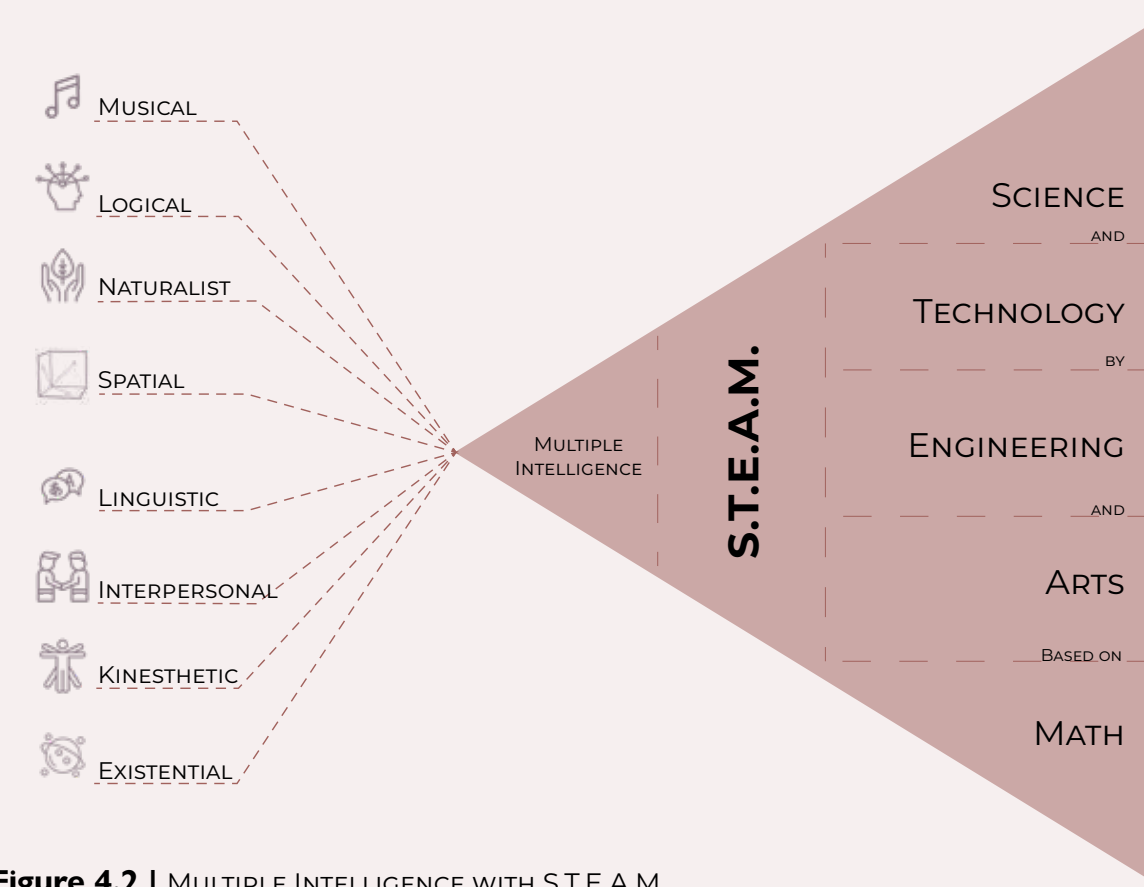 Musical
Logical
Naturalist
Spatial
Linguistic
Interpersonal
Kinesthetic
Existential
Multiple
Intelligence
S.T.E.A.M.
Science
and
Technology
by
Engineering
and
Arts
Based on
Math
Figure 4.2 | Multiple Intelligence with S.T.E.A.M.